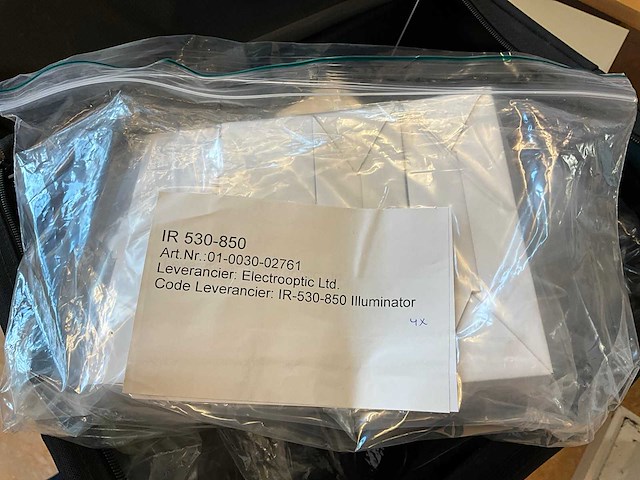 IR 530-850
Art.Nr.:01-0030-02761
Leverancier: Electrooptic Ltd.
Code Leverancier: IR-530-850 Illuminator
4x